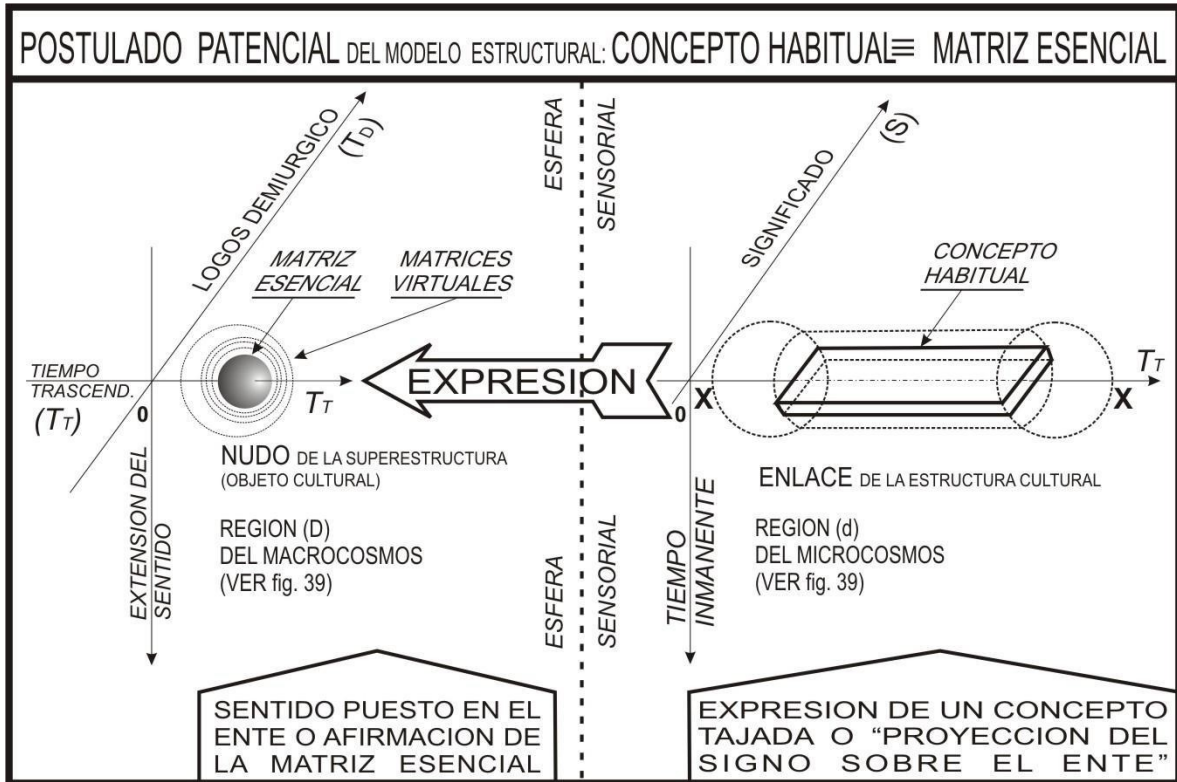 POSTULADO PATENCIAL DEL MODELO ESTRUCTURAL: CONCEPTO HABITUAL≡ MATRIZ ESENCIAL
LOGOS DEMIURGICO
(TD)
MATRIZ
ESENCIAL
MATRICES
VIRTUALES
TIEMPO
TRASCEND.
(TT)
0
TT
EXTENSION DEL
SENTIDO
NUDO DE LA SUPERESTRUCTURA
(OBJETO CULTURAL)
REGION (D)
DEL MACROCOSMOS
(VER fig. 39)
SENTIDO PUESTO EN EL
ENTE O AFIRMACION DE
LA MATRIZ ESENCIAL
ESFERA
SENSORIAL
EXPRESION
ESFERA
SENSORIAL
SIGNIFICADO
(S)
CONCEPTO
HABITUAL
TT
0
X
X
TIEMPO
INMANENTE
ENLACE DE LA ESTRUCTURA CULTURAL
REGION (d)
DEL MICROCOSMOS
(VER fig. 39)
EXPRESION DE UN CONCEPTO
TAJADA O “PROYECCION DEL
SIGNO SOBRE EL ENTE”